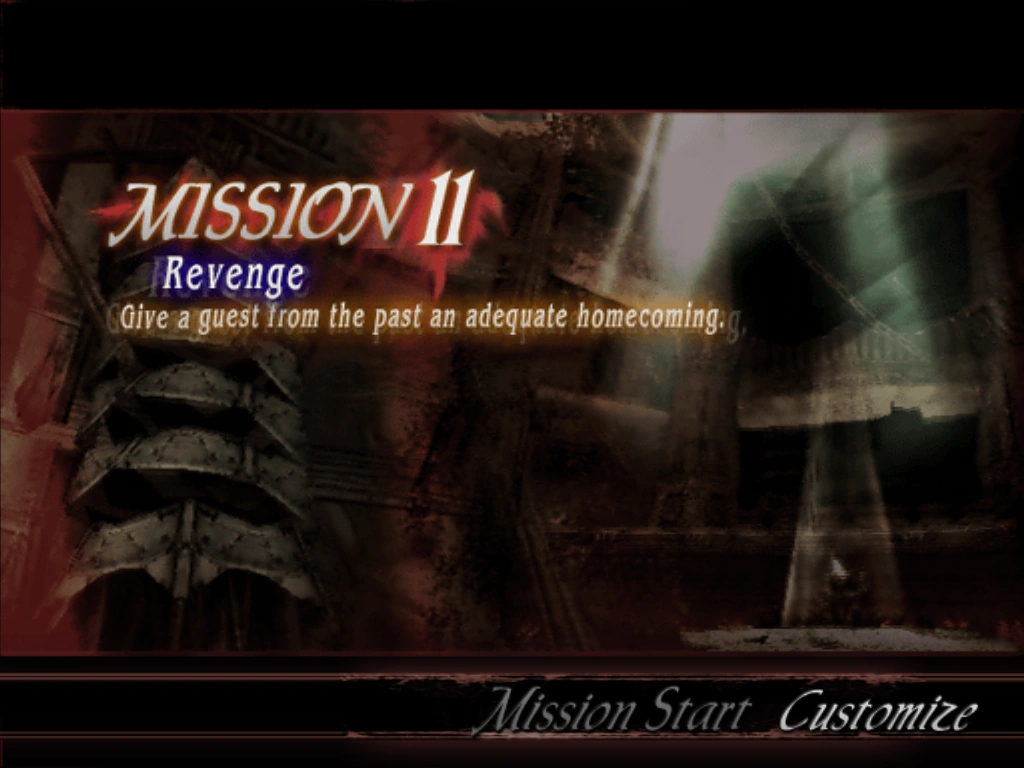 MISSION 11
Revenge
Give a guest from the past an adequate homecoming.
Mission Start Customize